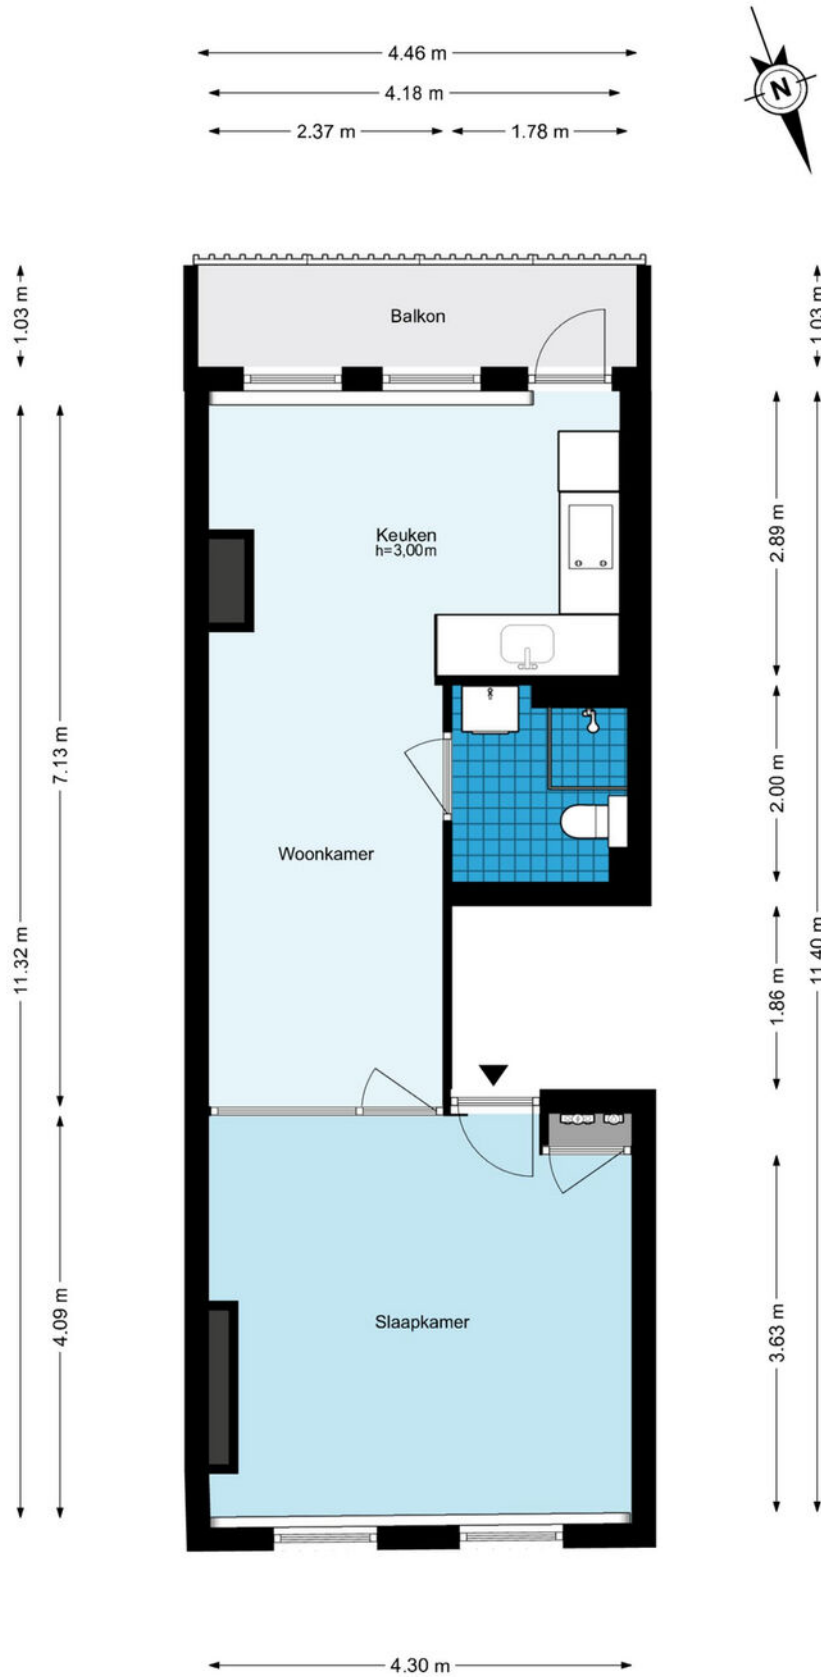 4.46 m
4.18 m
2.37 m
1.78 m
N
1.03 m
1.03 m
Balkon
Keuken
h=3,00m
2.89 m
7.13 m
2.00 m
Woonkamer
11.32 m
11.40 m
1.86 m
4.09 m
Slaapkamer
3.63 m
4.30 m